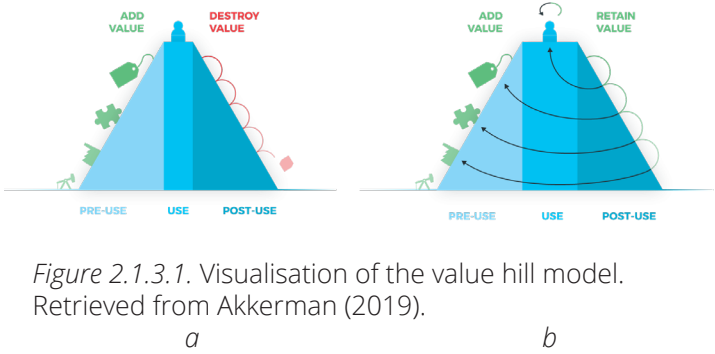 ADD
VALUE
DESTROY
VALUE
ADD
VALUE
RETAIN
VALUE
PRE-USE USE POST-USE
PRE-USE USE POST-USE
Figure 2.1.3.1. Visualisation of the value hill model.
Retrieved from Akkerman (2019).
a b